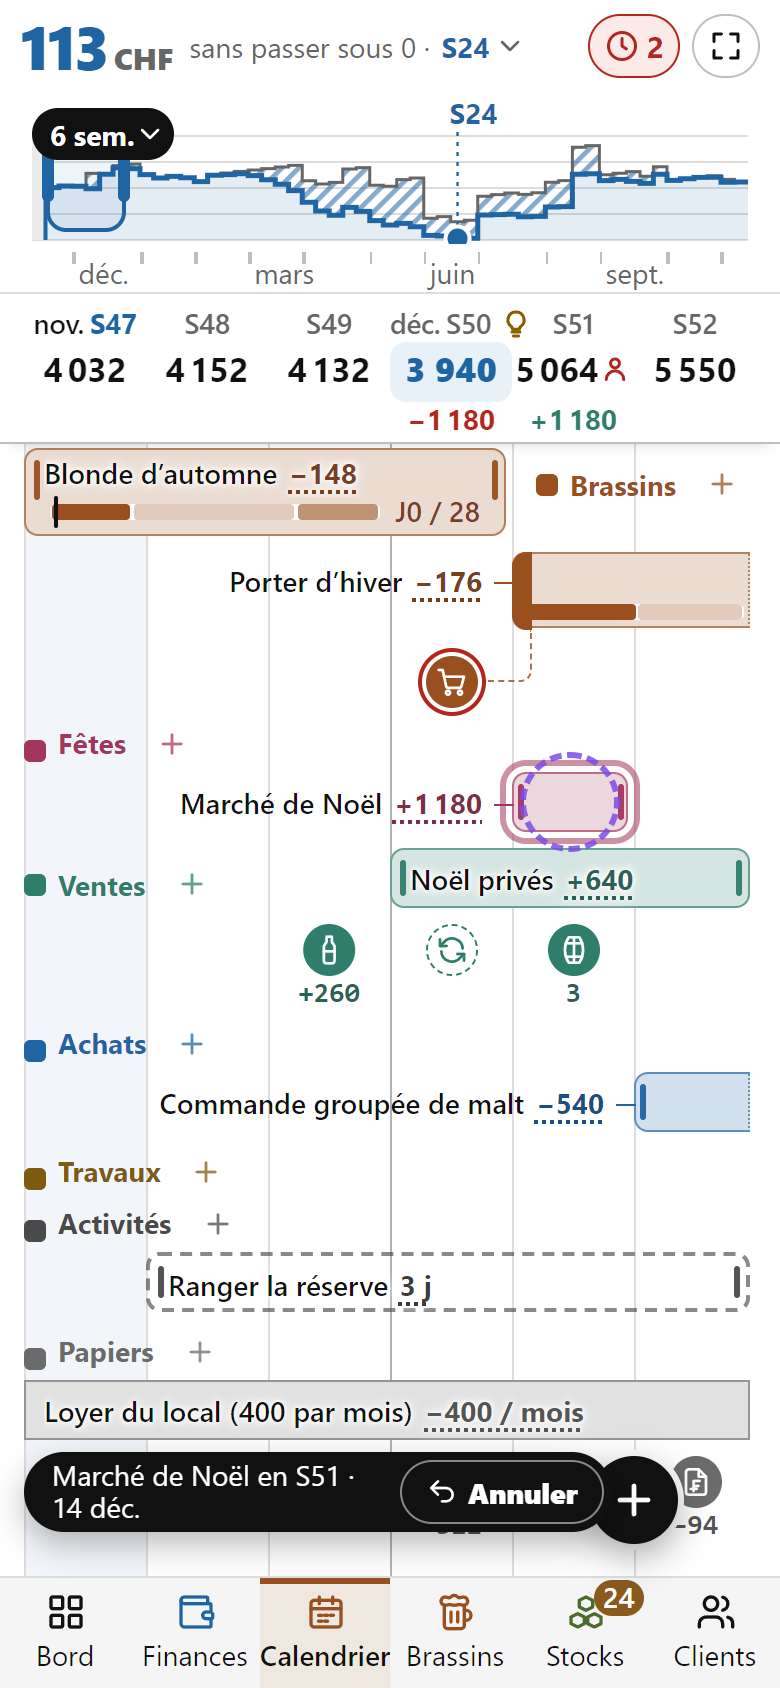 113 CHF sans passer sous 0 · S24
2
S24
6 sem.
déc. mars juin sept.
nov. S47 S48 S49 déc. S50 S51 S52
4 032 4 152 4 132 3 940 5 064 5 550
−1 180 +1 180
Blonde d’automne −148
J0 / 28
Brassins +
Porter d’hiver −176
Fêtes +
Marché de Noël +1 180
Ventes +
Noël privés +640
+260 3
Achats +
Commande groupée de malt −540
Travaux +
Activités +
Ranger la réserve 3 j
Papiers +
Loyer du local (400 par mois) −400 / mois
Marché de Noël en S51 ·
14 déc.
Annuler
+
-94
24
Bord Finances Calendrier Brassins Stocks Clients